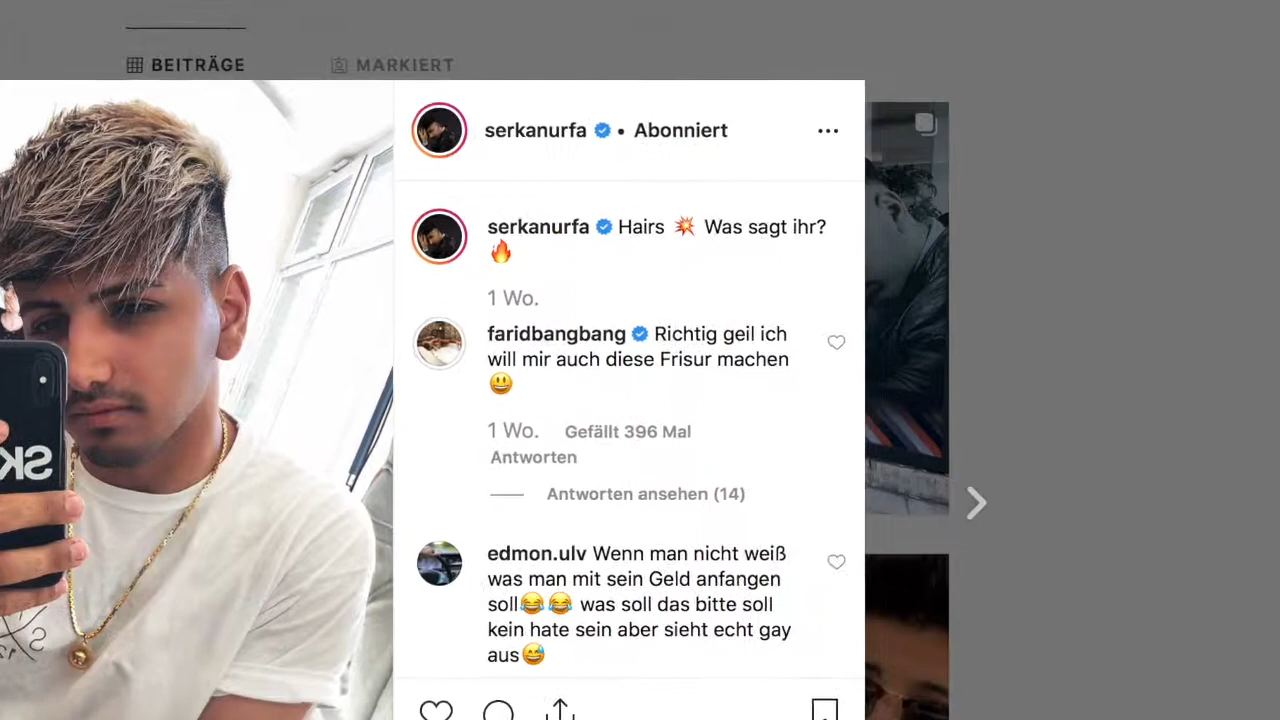 BEITRÄGE
MARKIERT
serkanurfa • Abonniert
serkanurfa Hairs 💥 Was sagt ihr?
🔥
1 Wo.
faridbangbang Richtig geil ich
will mir auch diese Frisur machen
😃
1 Wo. Gefällt 396 Mal
Antworten
Antworten ansehen (14)
edmon.ulv Wenn man nicht weiß
was man mit sein Geld anfangen
soll😂😂 was soll das bitte soll
kein hate sein aber sieht echt gay
aus😅